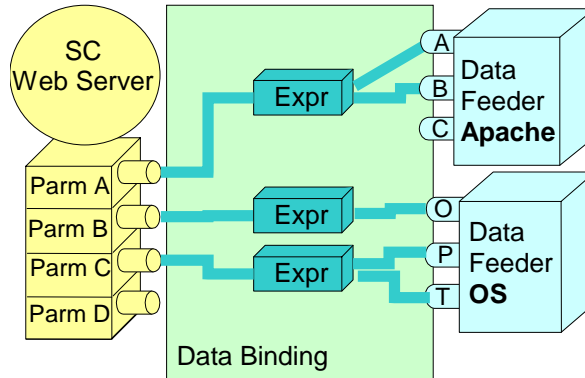 SC
Web Server
Parm A
Parm B
Parm C
Parm D
Expr
Expr
Expr
Data Binding
A
B
C
Data
Feeder
Apache
O
P
T
Data
Feeder
OS